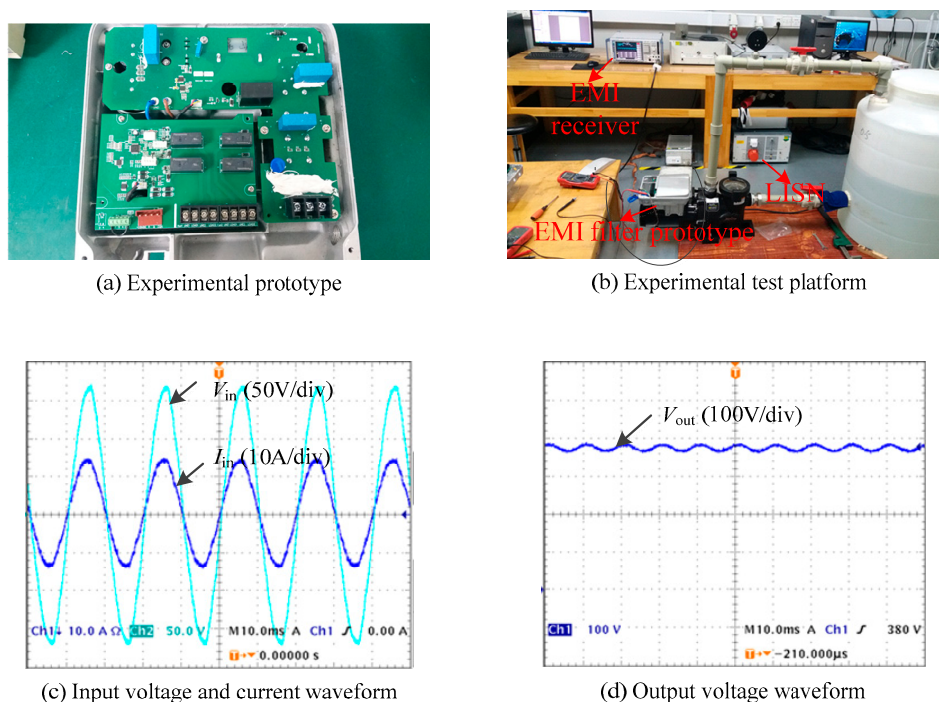 EMI
receiver
LISN
EMI filter prototype
(a) Experimental prototype
(b) Experimental test platform
T
Vin (50V/div)
Iin (10A/div)
Ch1 10.0 A Ω Ch2 50.0 V M10.0ms A Ch1 ʃ 0.00 A
T→▼ 0.00000 s
T
Vout (100V/div)
Ch1 100 V M10.0ms A Ch1 ʃ 380 V
T→▼ −210.000µs
(c) Input voltage and current waveform
(d) Output voltage waveform